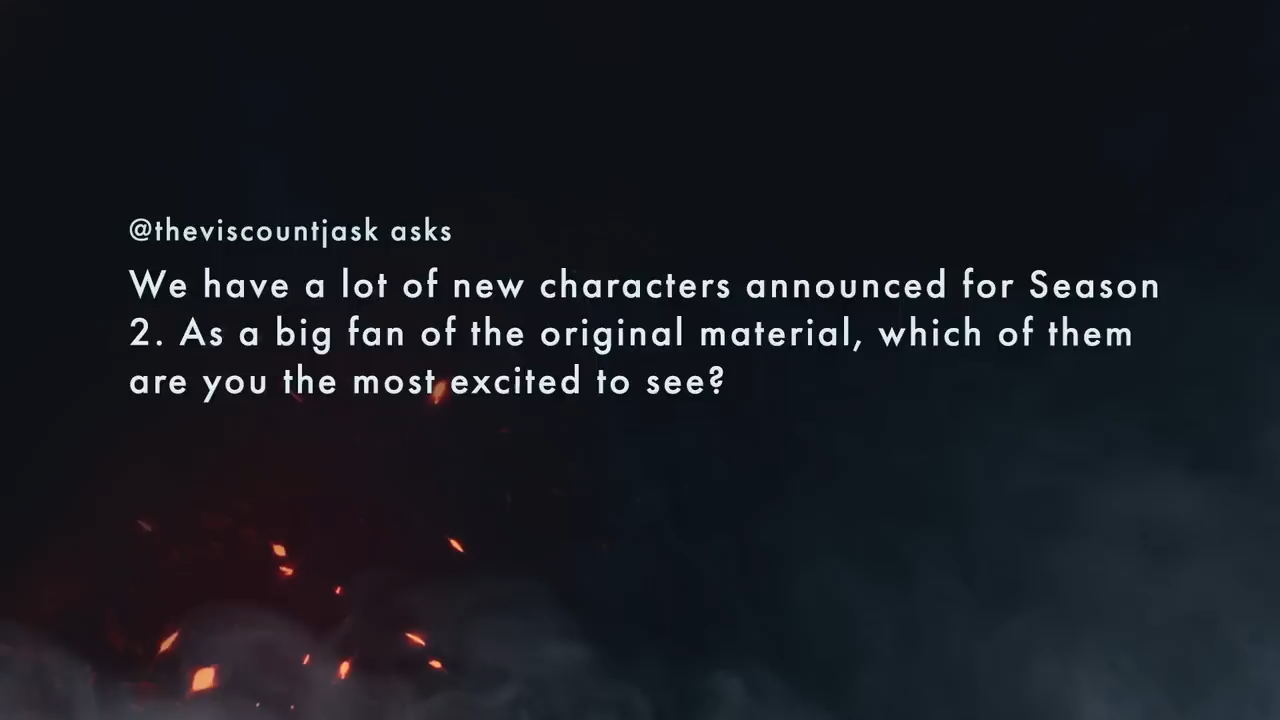 @theviscountjask asks
We have a lot of new characters announced for Season
2. As a big fan of the original material, which of them
are you the most excited to see?